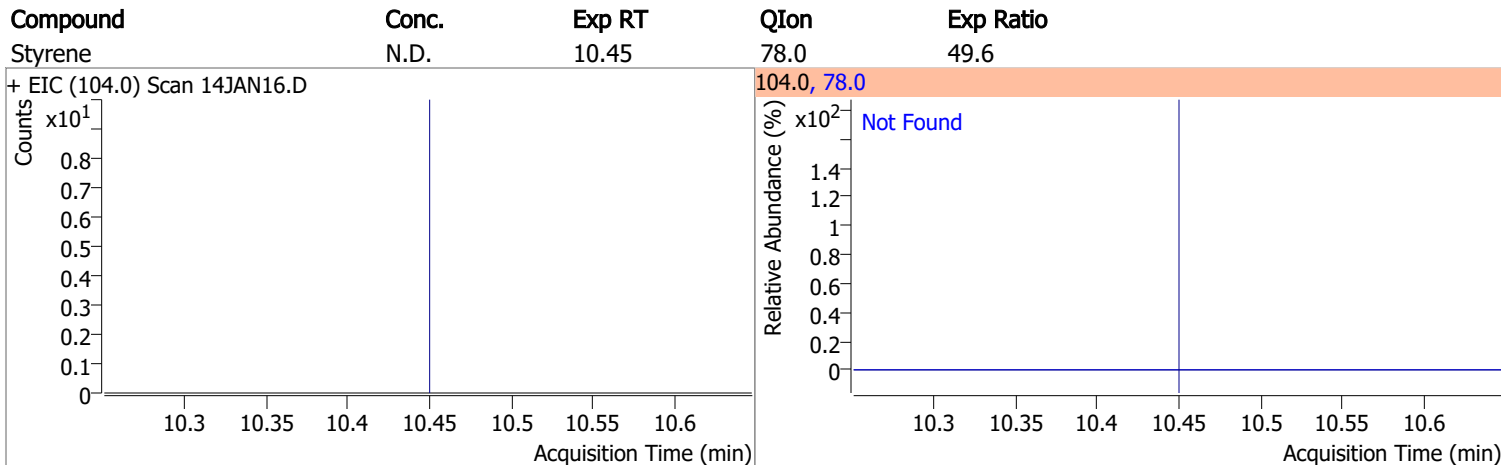 Compound Conc. Exp RT QIon Exp Ratio
Styrene N.D. 10.45 78.0 49.6
+ EIC (104.0) Scan 14JAN16.D
Counts
x10¹
0.8
0.7
0.6
0.5
0.4
0.3
0.2
0.1
0
10.3 10.35 10.4 10.45 10.5 10.55 10.6
Acquisition Time (min)
104.0, 78.0
Relative Abundance (%)
x10²
Not Found
1.4
1.2
1
0.8
0.6
0.4
0.2
0
10.3 10.35 10.4 10.45 10.5 10.55 10.6
Acquisition Time (min)